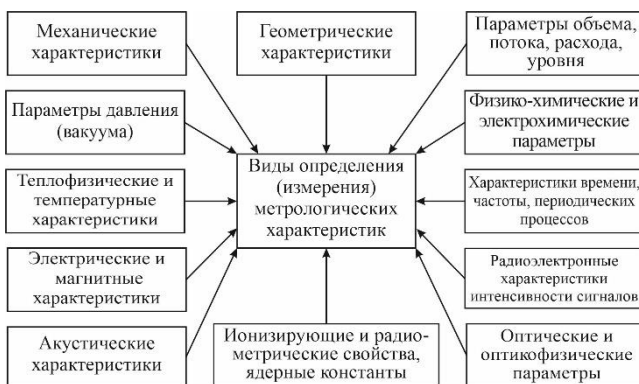 Механические
характеристики
Геометрические
характеристики
Параметры объема,
потока, расхода,
уровня
Параметры давления
(вакуума)
Физико-химические и
электрохимические
параметры
Виды определения
(измерения)
метрологических
характеристик
Теплофизические и
температурные
характеристики
Характеристики времени,
частоты, периодических
процессов
Электрические и
магнитные
характеристики
Радиоэлектронные
характеристики
интенсивности сигналов
Акустические
характеристики
Ионизирующие и радио-
метрические свойства,
ядерные константы
Оптические и
оптикофизические
параметры